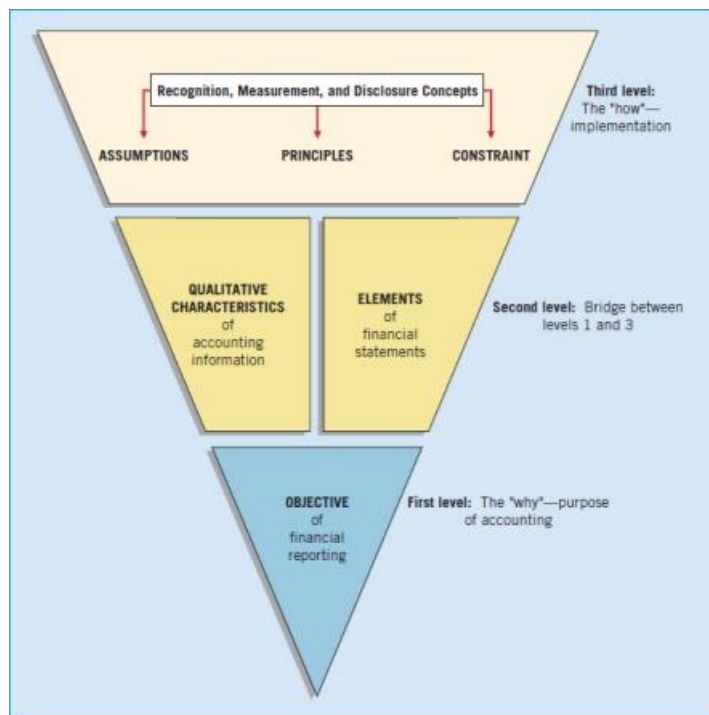 Recognition, Measurement, and Disclosure Concepts
ASSUMPTIONS
PRINCIPLES
CONSTRAINT
Third level:
The "how"—
implementation
QUALITATIVE
CHARACTERISTICS
of
accounting
information
ELEMENTS
of
financial
statements
Second level: Bridge between
levels 1 and 3
OBJECTIVE
of
financial
reporting
First level: The "why"—purpose
of accounting